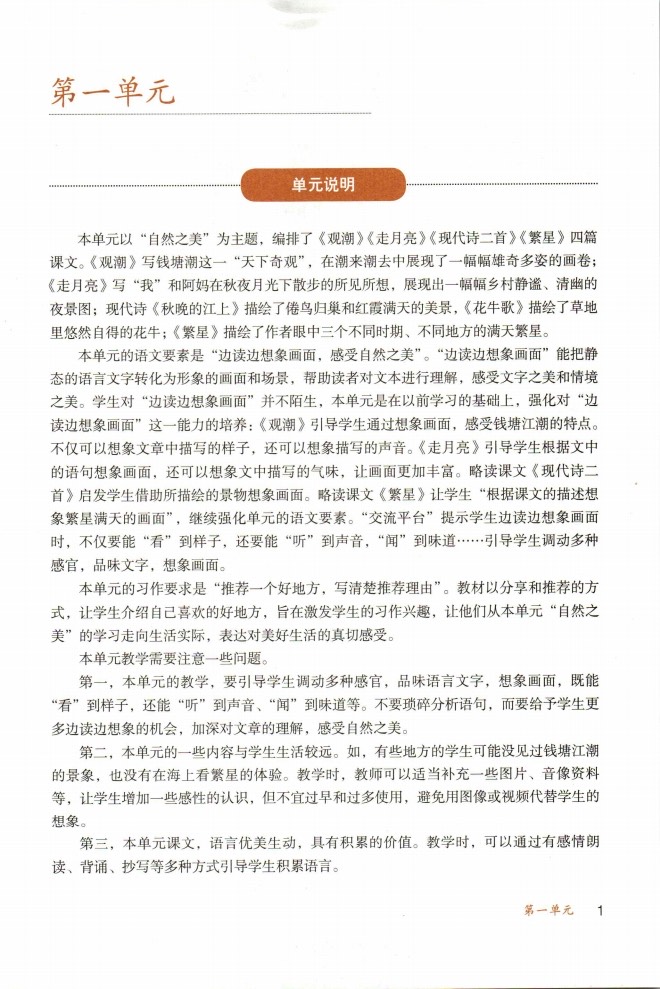 第一单元
单元说明
本单元以“自然之美”为主题，编排了《观潮》《走月亮》《现代诗二首》《繁星》四篇
课文。《观潮》写钱塘潮这一“天下奇观”，在潮来潮去中展现了一幅幅雄奇多姿的画卷；
《走月亮》写“我”和阿妈在秋夜月光下散步的所见所想，展现出一幅幅乡村静谧、清幽的
夜景图；现代诗《秋晚的江上》描绘了倦鸟归巢和红霞满天的美景，《花牛歌》描绘了草地
里悠然自得的花牛；《繁星》描绘了作者眼中三个不同时期、不同地方的满天繁星。
本单元的语文要素是“边读边想象画面，感受自然之美”。“边读边想象画面”能把静
态的语言文字转化为形象的画面和场景，帮助读者对文本进行理解，感受文字之美和情境
之美。学生对“边读边想象画面”并不陌生，本单元是在以前学习的基础上，强化对“边
读边想象画面”这一能力的培养：《观潮》引导学生通过想象画面，感受钱塘江潮的特点。
不仅可以想象文章中描写的样子，还可以想象描写的声音。《走月亮》引导学生根据文中
的语句想象画面，还可以想象文中描写的气味，让画面更加丰富。略读课文《现代诗二
首》启发学生借助所描绘的景物想象画面。略读课文《繁星》让学生“根据课文的描述想
象繁星满天的画面”，继续强化单元的语文要素。“交流平台”提示学生边读边想象画面
时，不仅要能“看”到样子，还要能“听”到声音，“闻”到味道……引导学生调动多种
感官，品味文字，想象画面。
本单元的习作要求是“推荐一个好地方，写清楚推荐理由”。教材以分享和推荐的方
式，让学生介绍自己喜欢的好地方，旨在激发学生的习作兴趣，让他们从本单元“自然之
美”的学习走向生活实际，表达对美好生活的真切感受。
本单元教学需要注意一些问题。
第一，本单元的教学，要引导学生调动多种感官，品味语言文字，想象画面，既能
“看”到样子，还能“听”到声音、“闻”到味道等。不要琐碎分析语句，而要给予学生更
多边读边想象的机会，加深对文章的理解，感受自然之美。
第二，本单元的一些内容与学生生活较远。如，有些地方的学生可能没见过钱塘江潮
的景象，也没有在海上看繁星的体验。教学时，教师可以适当补充一些图片、音像资料
等，让学生增加一些感性的认识，但不宜过早和过多使用，避免用图像或视频代替学生的
想象。
第三，本单元课文，语言优美生动，具有积累的价值。教学时，可以通过有感情朗
读、背诵、抄写等多种方式引导学生积累语言。
第一单元 1